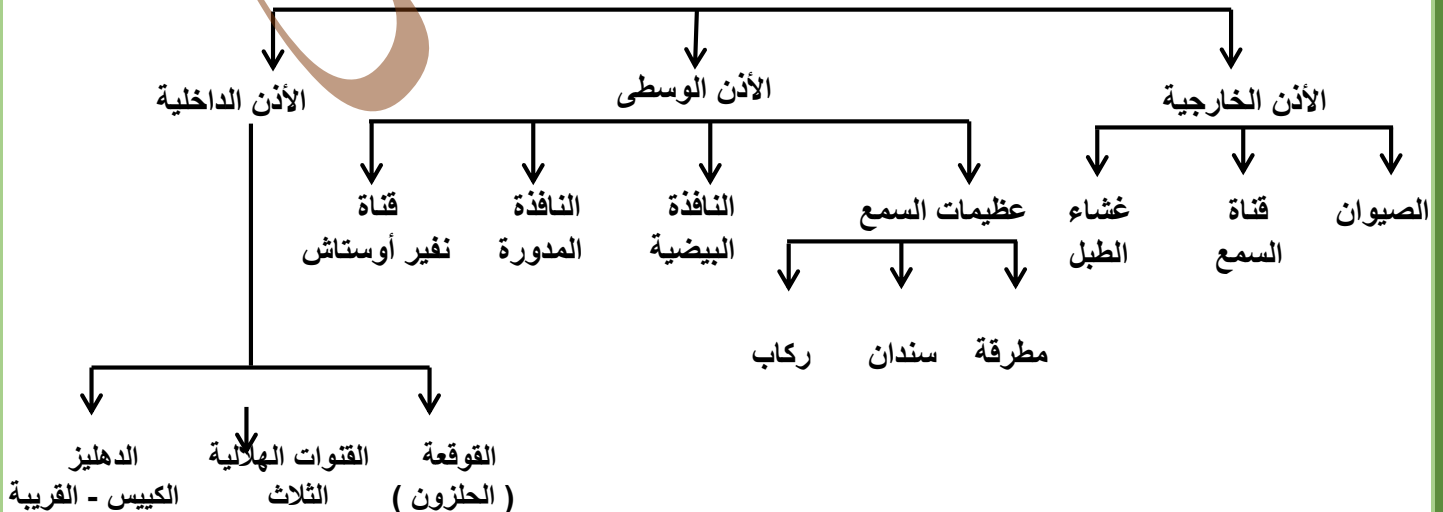 الأذن الخارجية
الأذن الوسطى
الأذن الداخلية
الصيوان
قناة
السمع
غشاء
الطبل
عظيمات السمع
النافذة
البيضية
النافذة
المدورة
قناة
نفير أوستاش
مطرقة
سندان
ركاب
القوقعة
( الحلزون )
القنوات الهلالية
الثلاث
الدهليز
الكييس - القريبة